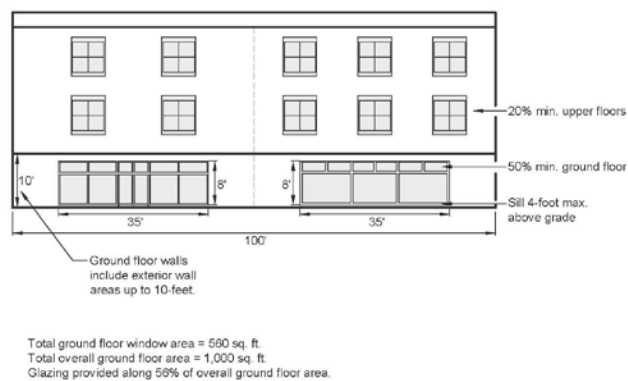 20% min. upper floors
50% min. ground floor
10'
8'
8'
Sill 4-foot max.
above grade
35'
35'
100'
Ground floor walls
include exterior wall
areas up to 10-feet.
Total ground floor window area = 560 sq. ft.
Total overall ground floor area = 1,000 sq. ft.
Glazing provided along 56% of overall ground floor area.